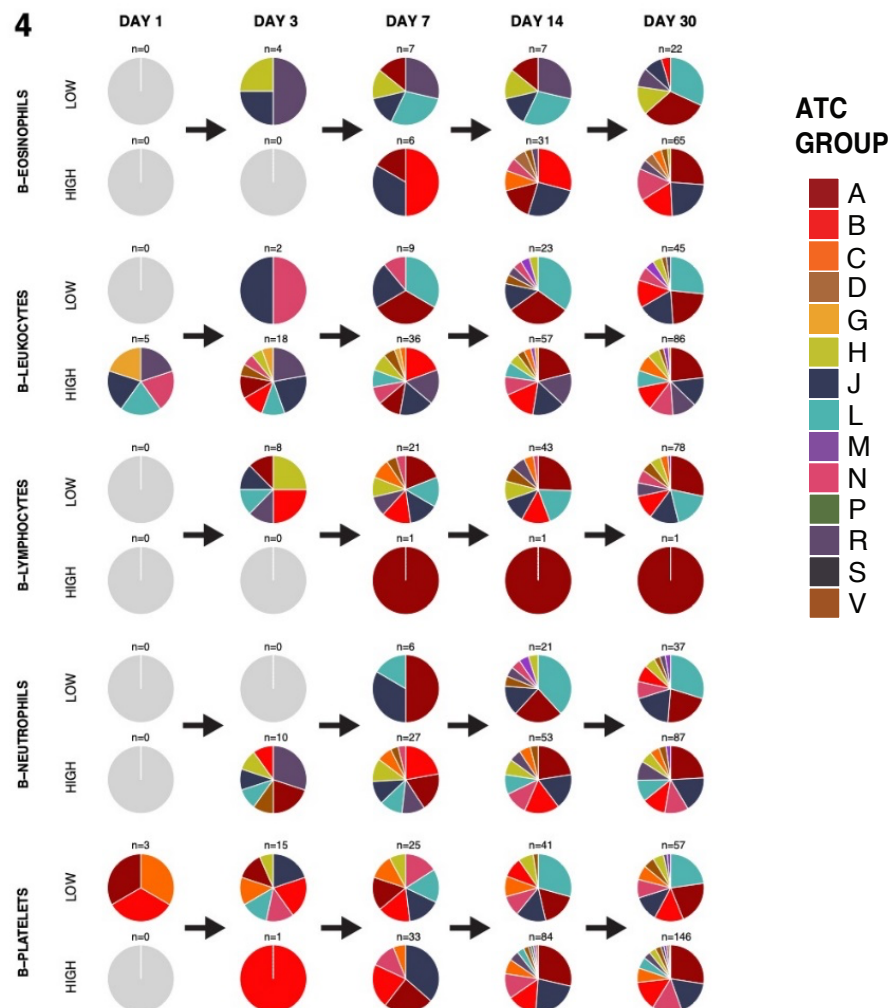 4 DAY 1 DAY 3 DAY 7 DAY 14 DAY 30
B–EOSINOPHILS
LOW
n=0 n=4 n=7 n=7 n=22
HIGH
n=0 n=0 n=6 n=31 n=65
B–LEUKOCYTES
LOW
n=0 n=2 n=9 n=23 n=45
HIGH
n=5 n=18 n=36 n=57 n=86
B–LYMPHOCYTES
LOW
n=0 n=8 n=21 n=43 n=78
HIGH
n=0 n=0 n=1 n=1 n=1
B–NEUTROPHILS
LOW
n=0 n=0 n=6 n=21 n=37
HIGH
n=0 n=10 n=27 n=53 n=87
B–PLATELETS
LOW
n=3 n=15 n=25 n=41 n=57
HIGH
n=0 n=1 n=33 n=84 n=146
ATC
GROUP
A
B
C
D
G
H
J
L
M
N
P
R
S
V